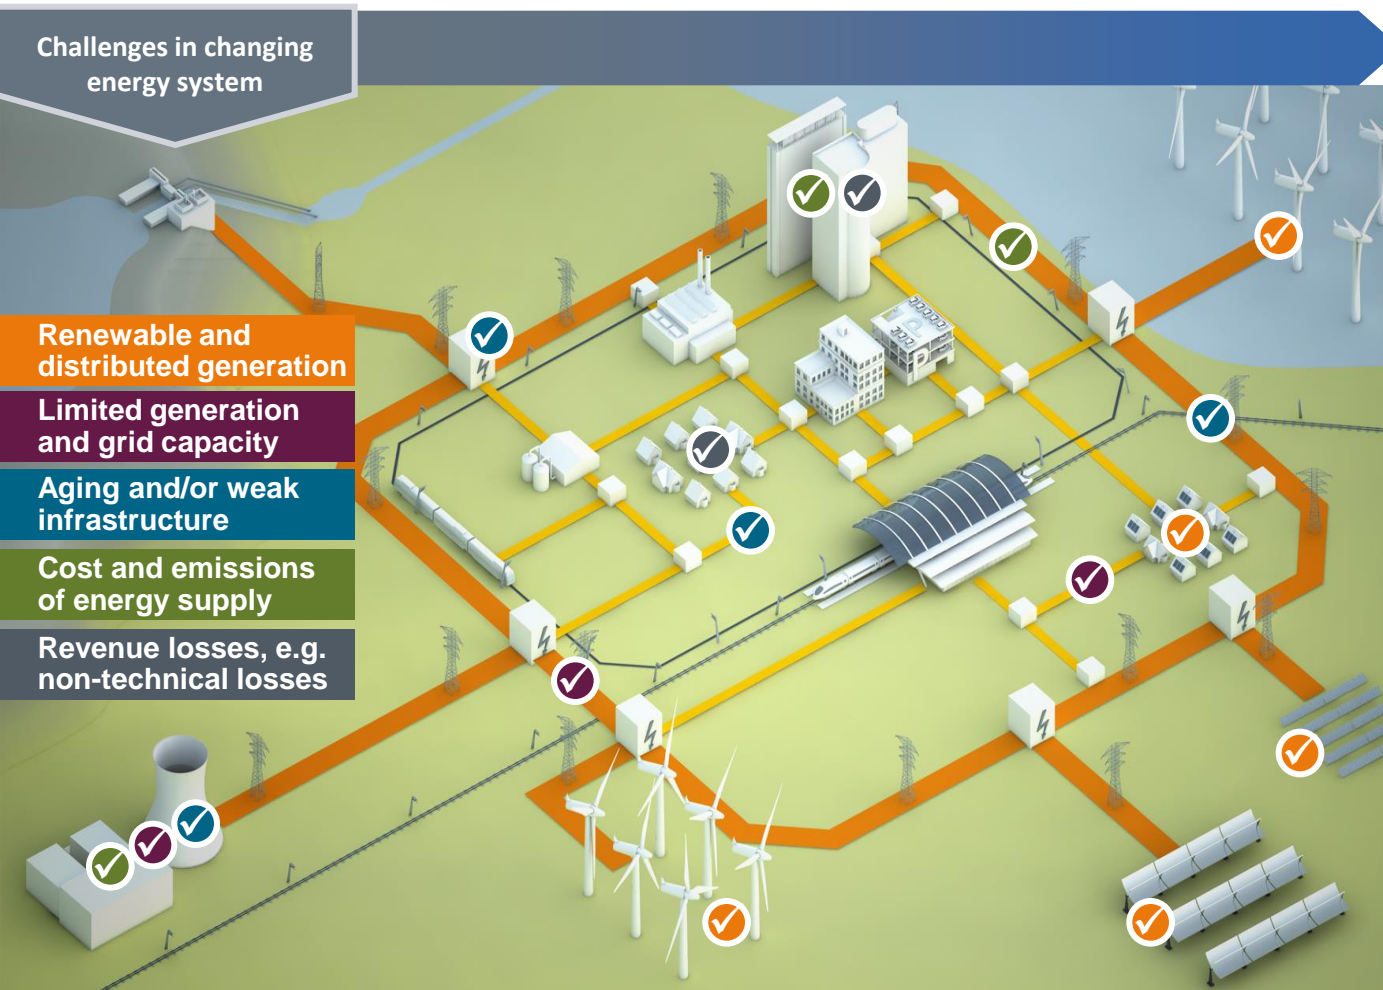 Challenges in changing
energy system
Renewable and
distributed generation
Limited generation
and grid capacity
Aging and/or weak
infrastructure
Cost and emissions
of energy supply
Revenue losses, e.g.
non-technical losses
P
P